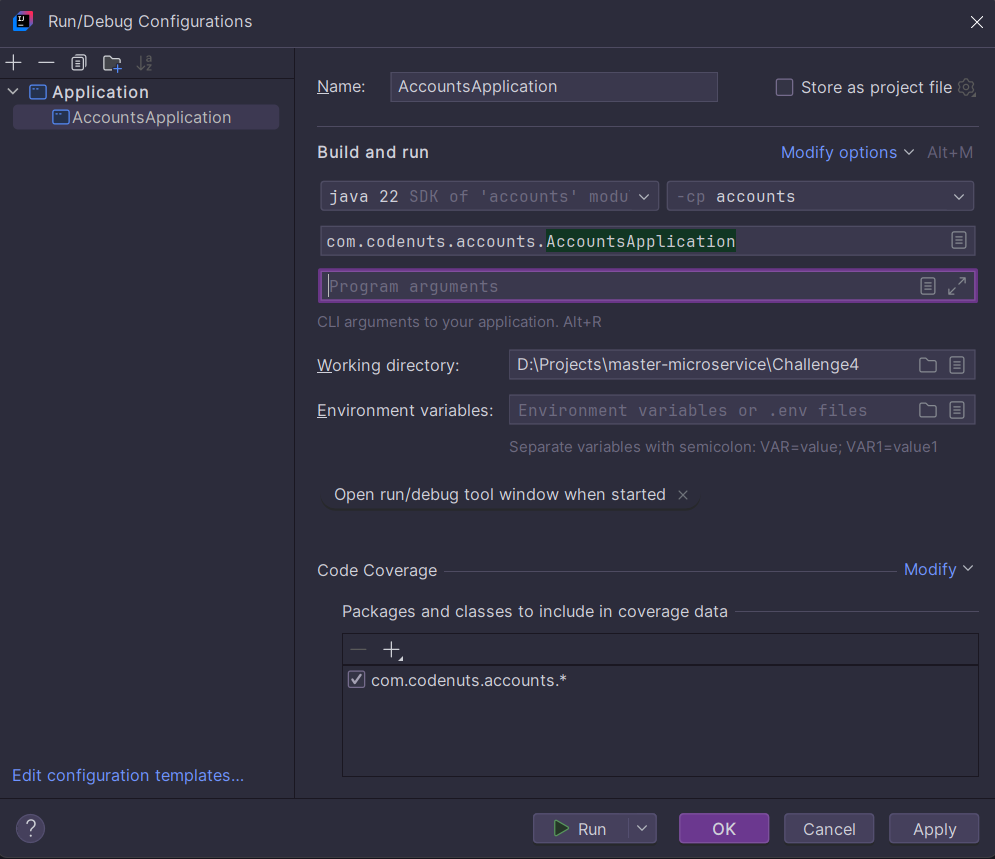 Run/Debug Configurations
Application
AccountsApplication
Edit configuration templates...
Name: AccountsApplication Store as project file
Build and run Modify options Alt+M
java 22 SDK of 'accounts' modu -cp accounts
com.codenuts.accounts.AccountsApplication
Program arguments
CLI arguments to your application. Alt+R
Working directory: D:\Projects\master-microservice\Challenge4
Environment variables: Environment variables or .env files
Separate variables with semicolon: VAR=value; VAR1=value1
Open run/debug tool window when started
Code Coverage Modify
Packages and classes to include in coverage data
com.codenuts.accounts.*
? Run OK Cancel Apply